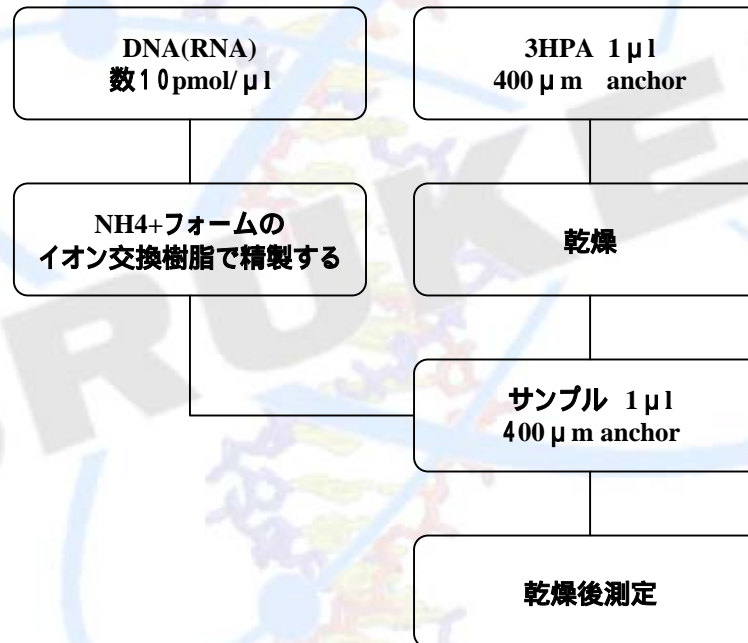 DNA(RNA)
数10pmol/μl
3HPA 1μl
400μm anchor
NH4+フォームの
イオン交換樹脂で精製する
乾燥
サンプル 1μl
400μm anchor
乾燥後測定
RUKE